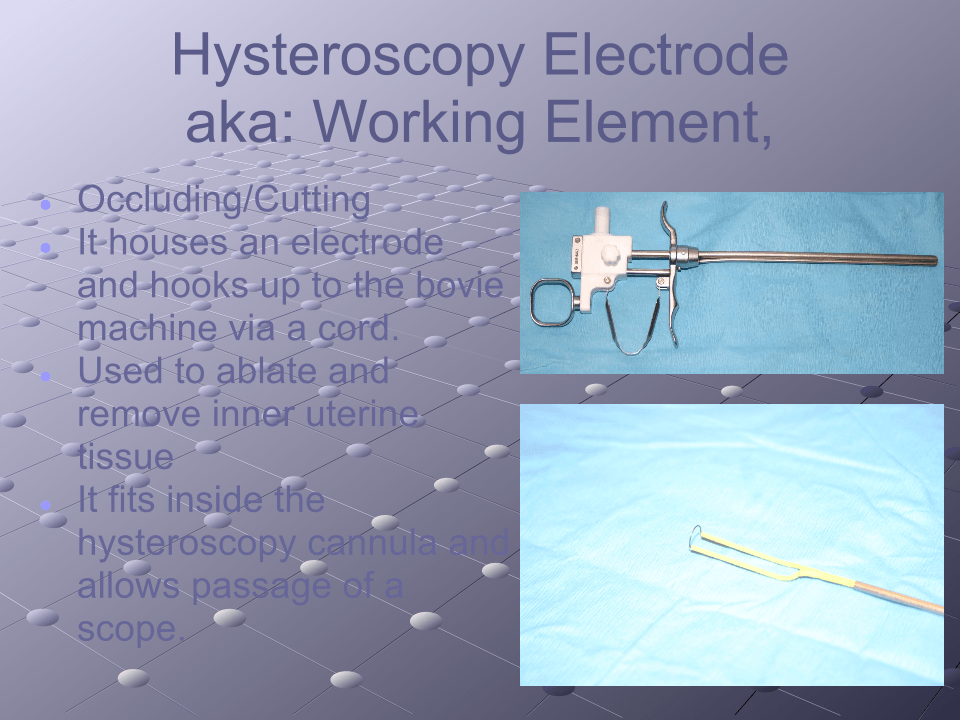 Hysteroscopy Electrode
aka: Working Element,
Occluding/Cutting
It houses an electrode
and hooks up to the bovie
machine via a cord.
Used to ablate and
remove inner uterine
tissue
It fits inside the
hysteroscopy cannula and
allows passage of a
scope.